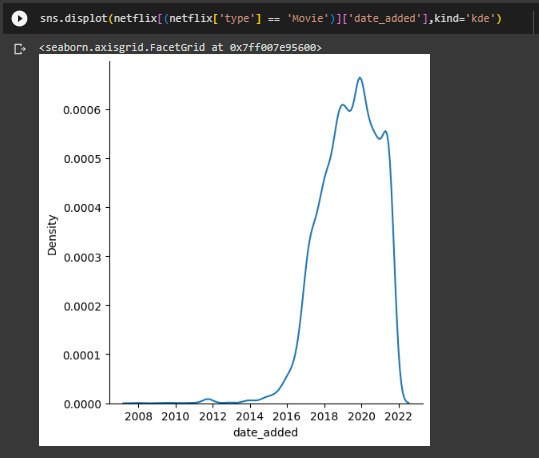 sns.displot(netflix[(netflix['type'] == 'Movie')]['date_added'],kind='kde')
<seaborn.axisgrid.FacetGrid at 0x7ff007e95600>
0.0006
0.0005
0.0004
0.0003
0.0002
0.0001
0.0000
Density
2008 2010 2012 2014 2016 2018 2020 2022
date_added